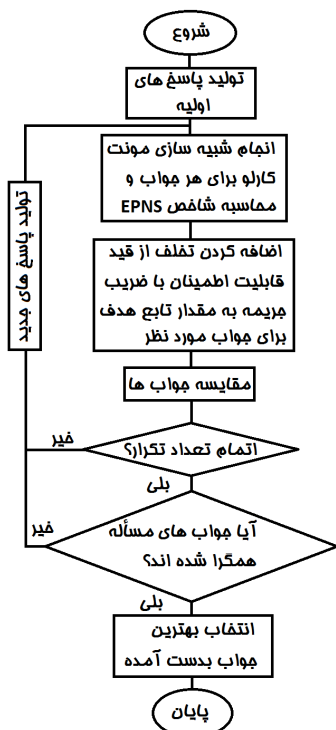 شروع
تولید پاسخ های
اولیه
انجام شبیه سازی مونت
کارلو برای هر جواب و
محاسبه شاخص EPNS
اضافه کردن تخلف از قید
قابلیت اطمینان با ضریب
جریمه به مقدار تابع هدف
برای جواب مورد نظر
مقایسه جواب ها
اتمام تعداد تکرار؟
خیر
بلی
آیا جواب های مسأله
همگرا شده اند؟
خیر
بلی
انتخاب بهترین
جواب بدست آمده
پایان
تولید پاسخ های جدید